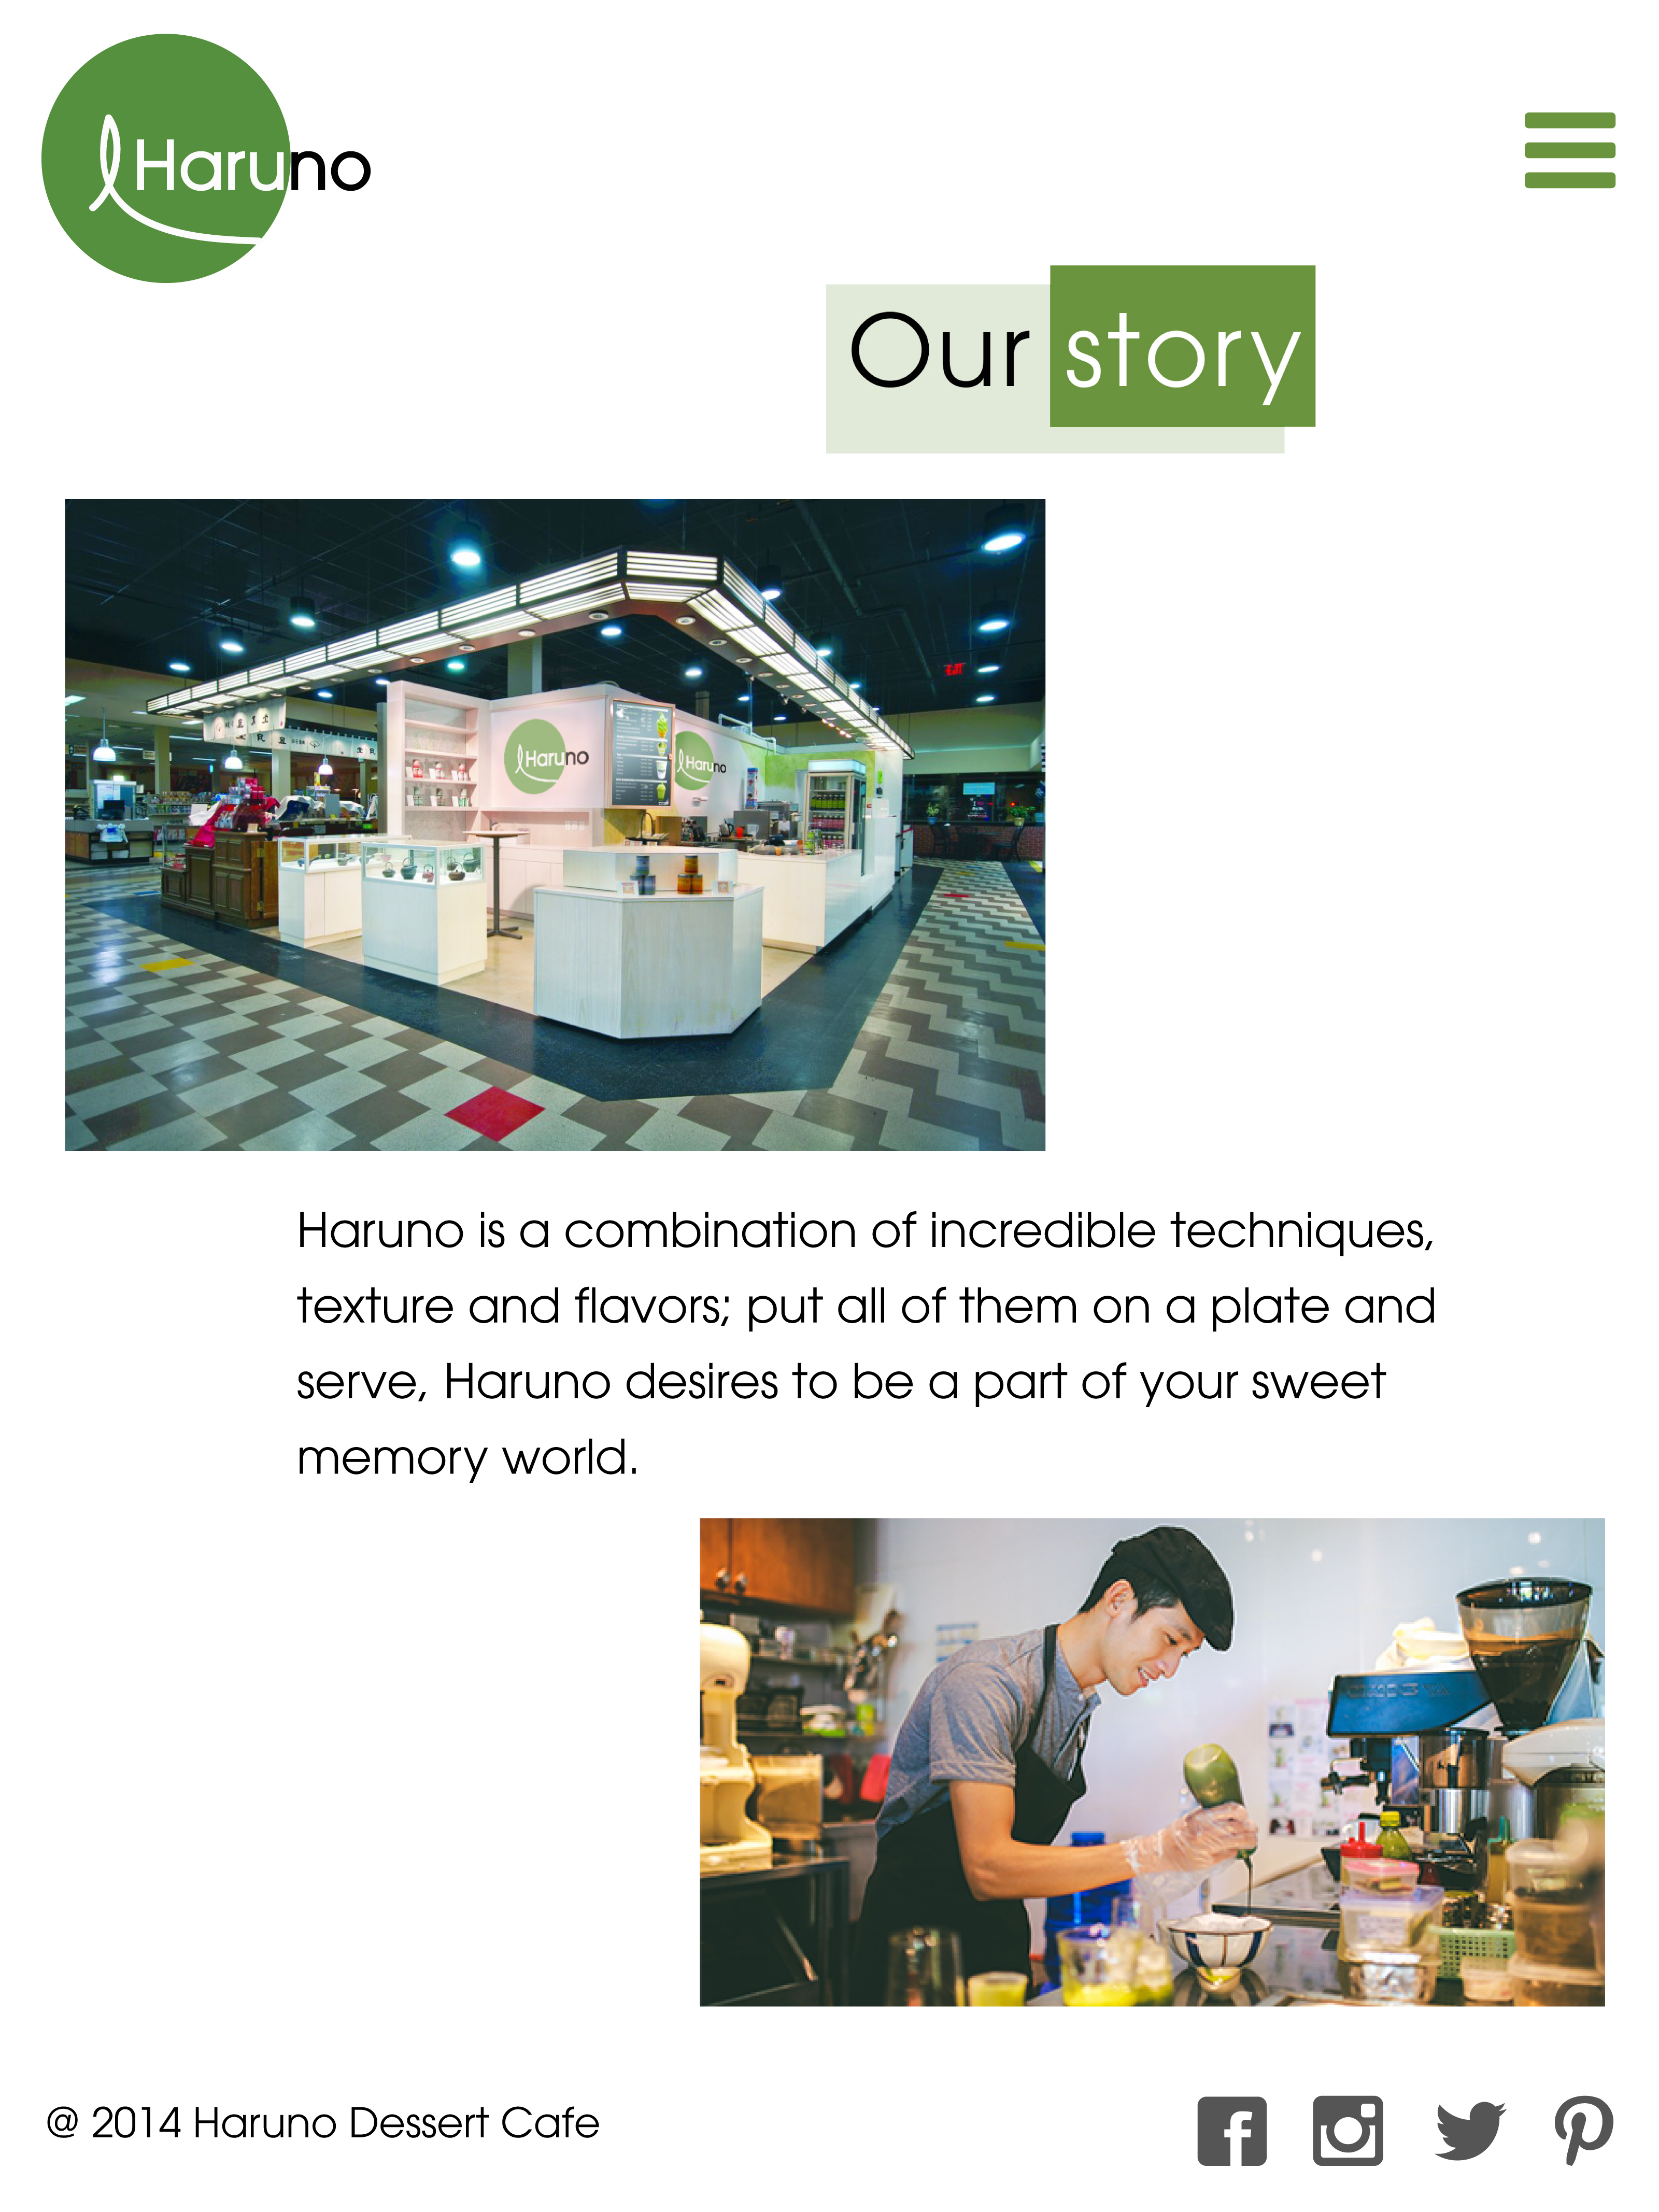 Haruno
Our story
Haruno
Haruno
Haruno is a combination of incredible techniques,
texture and flavors; put all of them on a plate and
serve, Haruno desires to be a part of your sweet
memory world.
@ 2014 Haruno Dessert Cafe